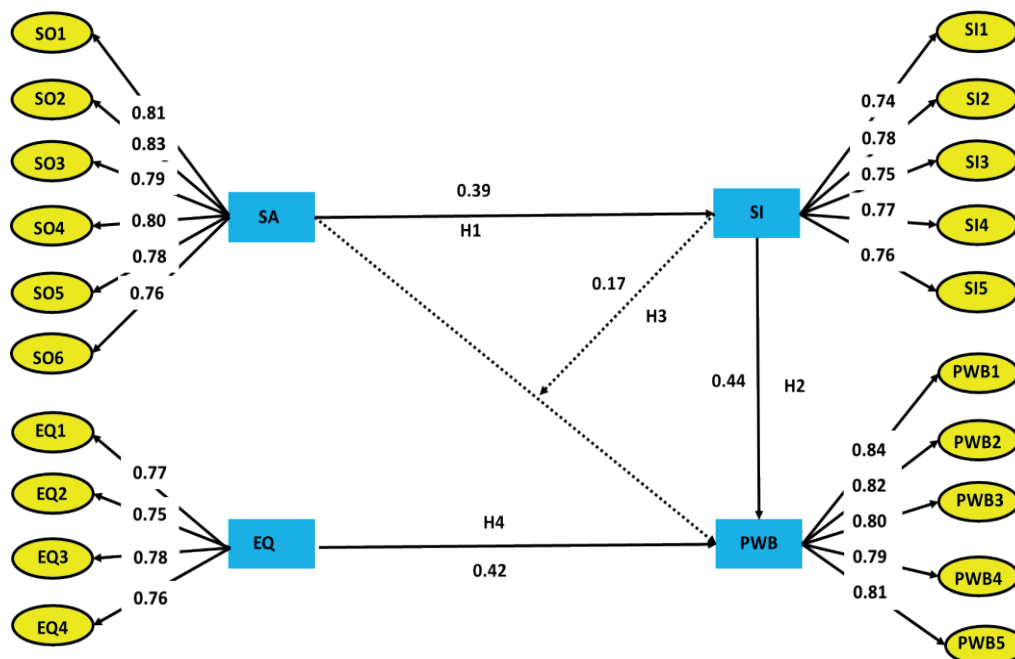 SO1
SO2
SO3
SO4
SO5
SO6
0.81
0.83
0.79
0.80
0.78
0.76
SA
0.39
H1
SI
0.74
0.78
0.75
0.77
0.76
SI1
SI2
SI3
SI4
SI5
0.17
H3
0.44
H2
EQ1
EQ2
EQ3
EQ4
0.77
0.75
0.78
0.76
EQ
H4
0.42
PWB
0.84
0.82
0.80
0.79
0.81
PWB1
PWB2
PWB3
PWB4
PWB5